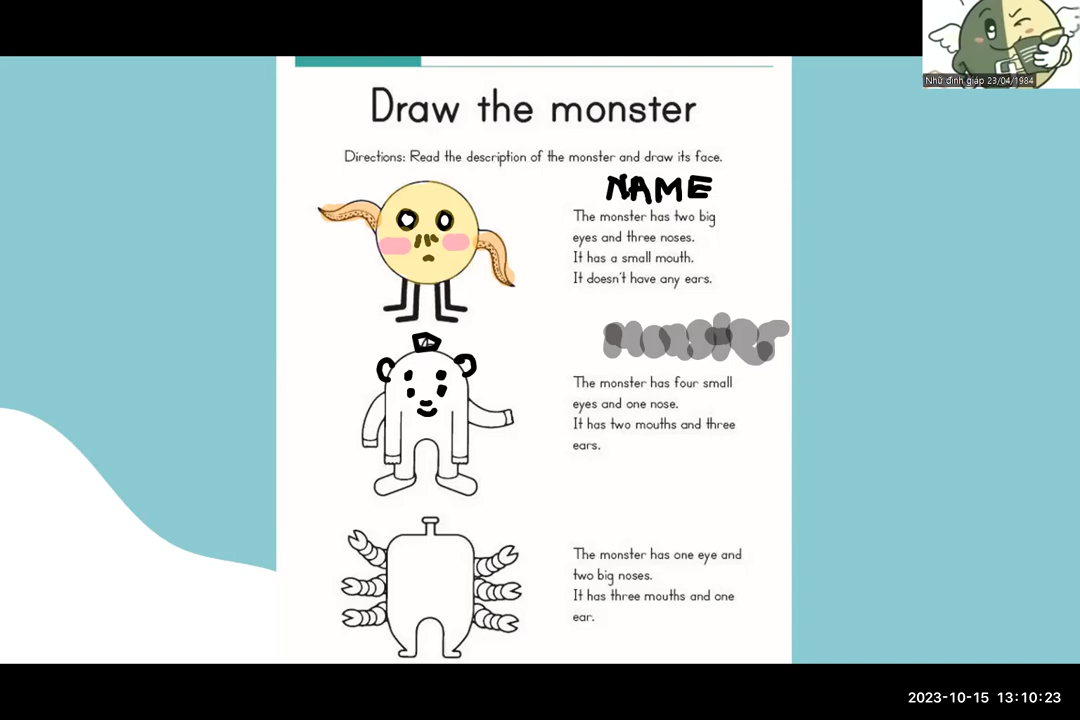 Nhữ đình giáp 23/04/1984
Draw the monster
Directions: Read the description of the monster and draw its face.
NAME
The monster has two big
eyes and three noses.
It has a small mouth.
It doesn't have any ears.
Monster
The monster has four small
eyes and one nose.
It has two mouths and three
ears.
The monster has one eye and
two big noses.
It has three mouths and one
ear.
2023-10-15 13:10:23